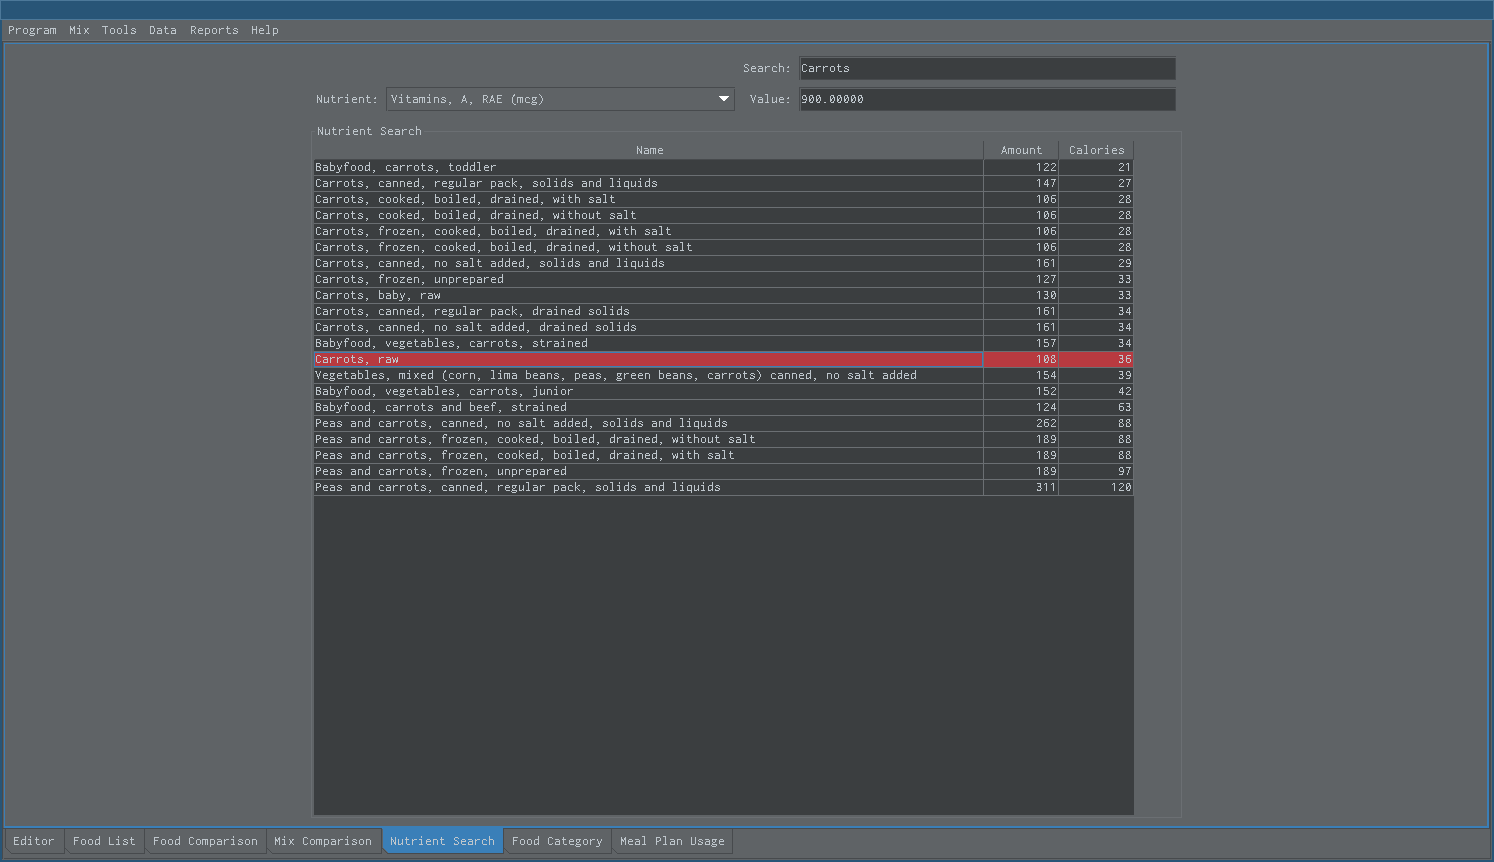 Program Mix Tools Data Reports Help
Search: Carrots
Nutrient: Vitamins, A, RAE (mcg) Value: 900.00000
Nutrient Search
Name Amount Calories
Babyfood, carrots, toddler 122 21
Carrots, canned, regular pack, solids and liquids 147 27
Carrots, cooked, boiled, drained, with salt 106 28
Carrots, cooked, boiled, drained, without salt 106 28
Carrots, frozen, cooked, boiled, drained, with salt 106 28
Carrots, frozen, cooked, boiled, drained, without salt 106 28
Carrots, canned, no salt added, solids and liquids 161 29
Carrots, frozen, unprepared 127 33
Carrots, baby, raw 130 33
Carrots, canned, regular pack, drained solids 161 34
Carrots, canned, no salt added, drained solids 161 34
Babyfood, vegetables, carrots, strained 157 34
Carrots, raw 108 36
Vegetables, mixed (corn, lima beans, peas, green beans, carrots) canned, no salt added 154 39
Babyfood, vegetables, carrots, junior 152 42
Babyfood, carrots and beef, strained 124 63
Peas and carrots, canned, no salt added, solids and liquids 262 88
Peas and carrots, frozen, cooked, boiled, drained, without salt 189 88
Peas and carrots, frozen, cooked, boiled, drained, with salt 189 88
Peas and carrots, frozen, unprepared 189 97
Peas and carrots, canned, regular pack, solids and liquids 311 120
Editor Food List Food Comparison Mix Comparison Nutrient Search Food Category Meal Plan Usage